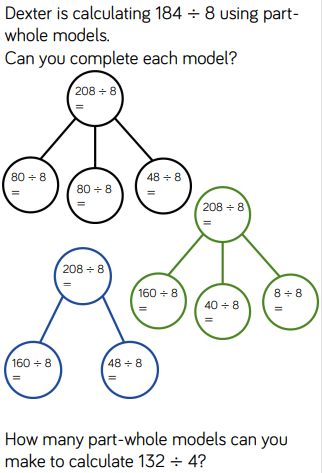 Dexter is calculating 184 ÷ 8 using part-
whole models.
Can you complete each model?
208 ÷ 8
=
80 ÷ 8
=
80 ÷ 8
=
48 ÷ 8
=
208 ÷ 8
=
160 ÷ 8
=
40 ÷ 8
=
8 ÷ 8
=
208 ÷ 8
=
160 ÷ 8
=
48 ÷ 8
=
How many part-whole models can you
make to calculate 132 ÷ 4?